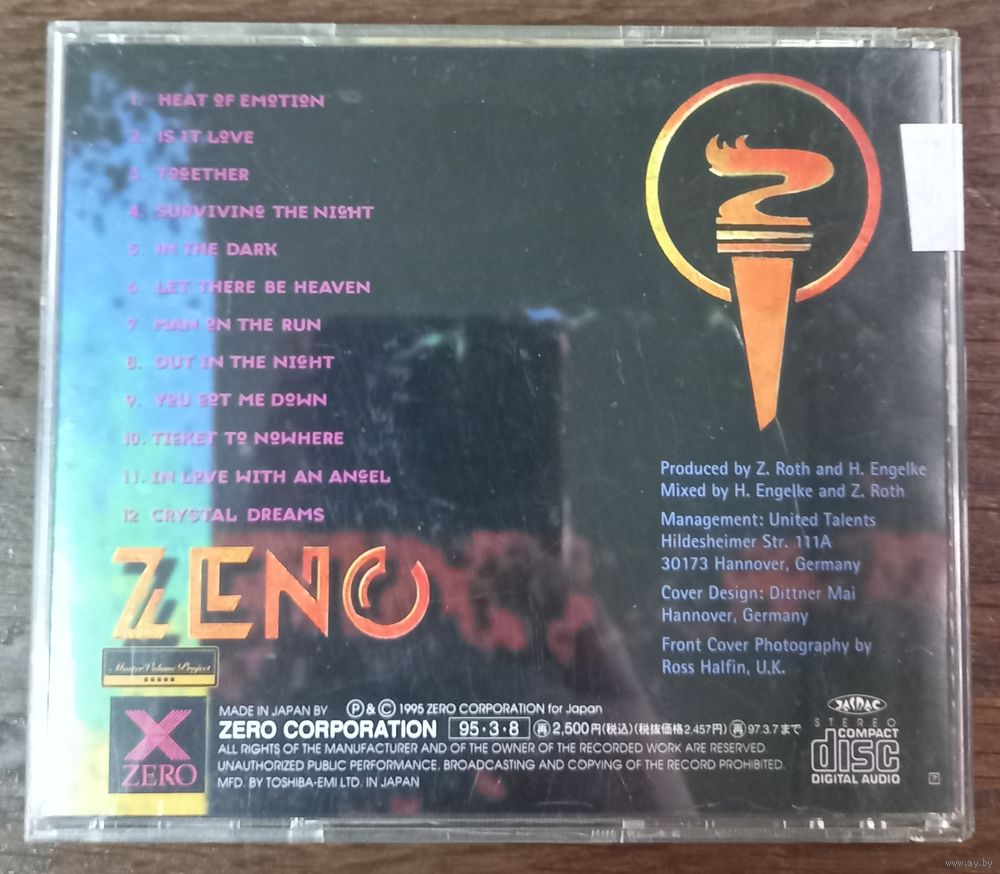 1. HEAT OF EMOTION
2. IS IT LOVE
3. TOGETHER
4. SURVIVING THE NIGHT
5. IN THE DARK
6. LET THERE BE HEAVEN
7. MAN ON THE RUN
8. OUT IN THE NIGHT
9. YOU GOT ME DOWN
10. TICKET TO NOWHERE
11. IN LOVE WITH AN ANGEL
12 CRYSTAL DREAMS
ZENO
Master Volume Project
Produced by Z. Roth and H. Engelke
Mixed by H. Engelke and Z. Roth
Management: United Talents
Hildesheimer Str. 111A
30173 Hannover, Germany
Cover Design: Dittner Mai
Hannover, Germany
Front Cover Photography by
Ross Halfin, U.K.
X
ZERO
MADE IN JAPAN BY Ⓟ & Ⓒ 1995 ZERO CORPORATION for Japan
ZERO CORPORATION 95・3・8 ㊂ 2,500円(税込)(税抜価格2,457円) 再 97.3.7まで
ALL RIGHTS OF THE MANUFACTURER AND OF THE OWNER OF THE RECORDED WORK ARE RESERVED.
UNAUTHORIZED PUBLIC PERFORMANCE, BROADCASTING AND COPYING OF THE RECORD PROHIBITED.
MFD. BY TOSHIBA-EMI LTD. IN JAPAN
JASRAC
STEREO
COMPACT
disc
DIGITAL AUDIO
www.ay.by